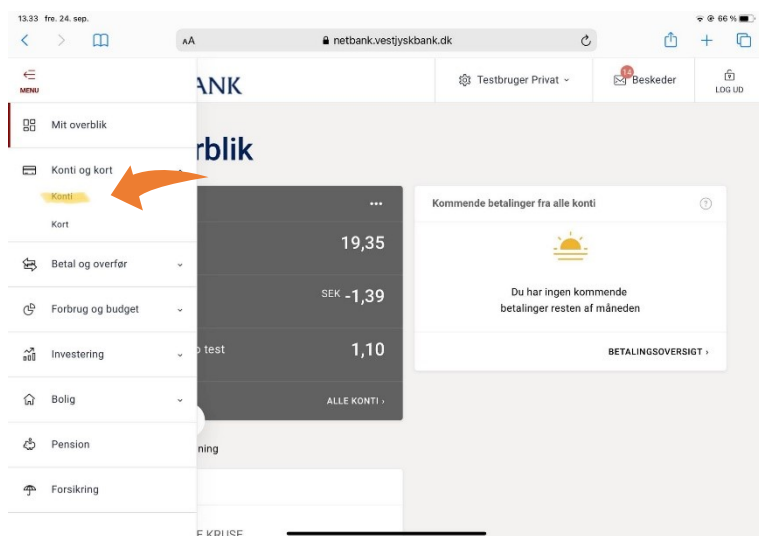 13.33 fre. 24. sep.
66 %
AA
netbank.vestjyskbank.dk
MENU
ANK
Testbruger Privat
14
Beskeder
LOG UD
Mit overblik
rblik
Konti og kort
Konti
Kort
Betal og overfør
Forbrug og budget
Investering
Bolig
Pension
Forsikring
...
19,35
SEK -1,39
o test
1,10
ALLE KONTI ›
ning
E KRUSE
Kommende betalinger fra alle konti
?
Du har ingen kommende
betalinger resten af måneden
BETALINGSOVERSIGT ›